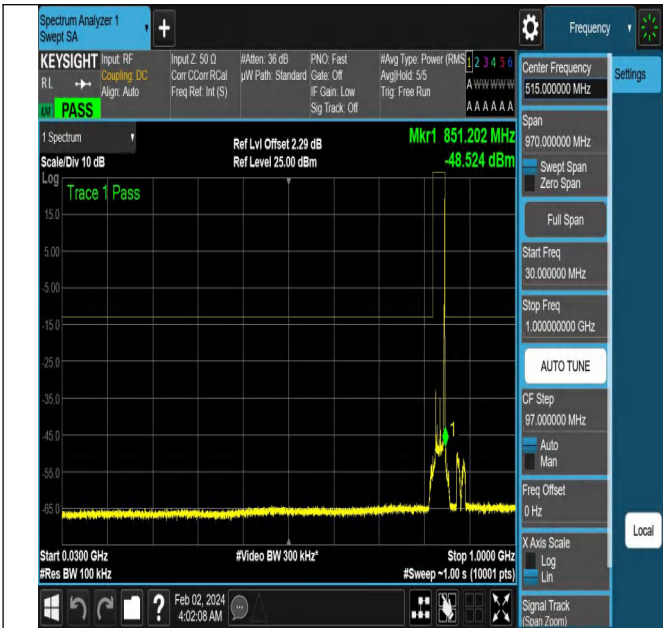 Spectrum Analyzer 1
Swept SA
+
Frequency
KEYSIGHT
RL
PASS
Input: RF
Coupling: DC
Align: Auto
Input Z: 50 Ω
Corr CCorr RCal
Freq Ref: Int (S)
#Atten: 36 dB
µW Path: Standard
PNO: Fast
Gate: Off
IF Gain: Low
Sig Track: Off
#Avg Type: Power (RMS
Avg|Hold: 5/5
Trig: Free Run
1 2 3 4 5 6
A W W W W W
A A A A A A
1 Spectrum
Scale/Div 10 dB
Log
Ref Lvl Offset 2.29 dB
Ref Level 25.00 dBm
Mkr1 851.202 MHz
-48.524 dBm
Trace 1 Pass
15.0
5.00
-5.00
-15.0
-25.0
-35.0
-45.0
-55.0
-65.0
1
Start 0.0300 GHz
#Res BW 100 kHz
#Video BW 300 kHz*
Stop 1.0000 GHz
#Sweep ~1.00 s (10001 pts)
?
Feb 02, 2024
4:02:08 AM
Center Frequency
515.000000 MHz
Settings
Span
970.000000 MHz
Swept Span
Zero Span
Full Span
Start Freq
30.000000 MHz
Stop Freq
1.000000000 GHz
AUTO TUNE
CF Step
97.000000 MHz
Auto
Man
Freq Offset
0 Hz
Local
X Axis Scale
Log
Lin
Signal Track
(Span Zoom)